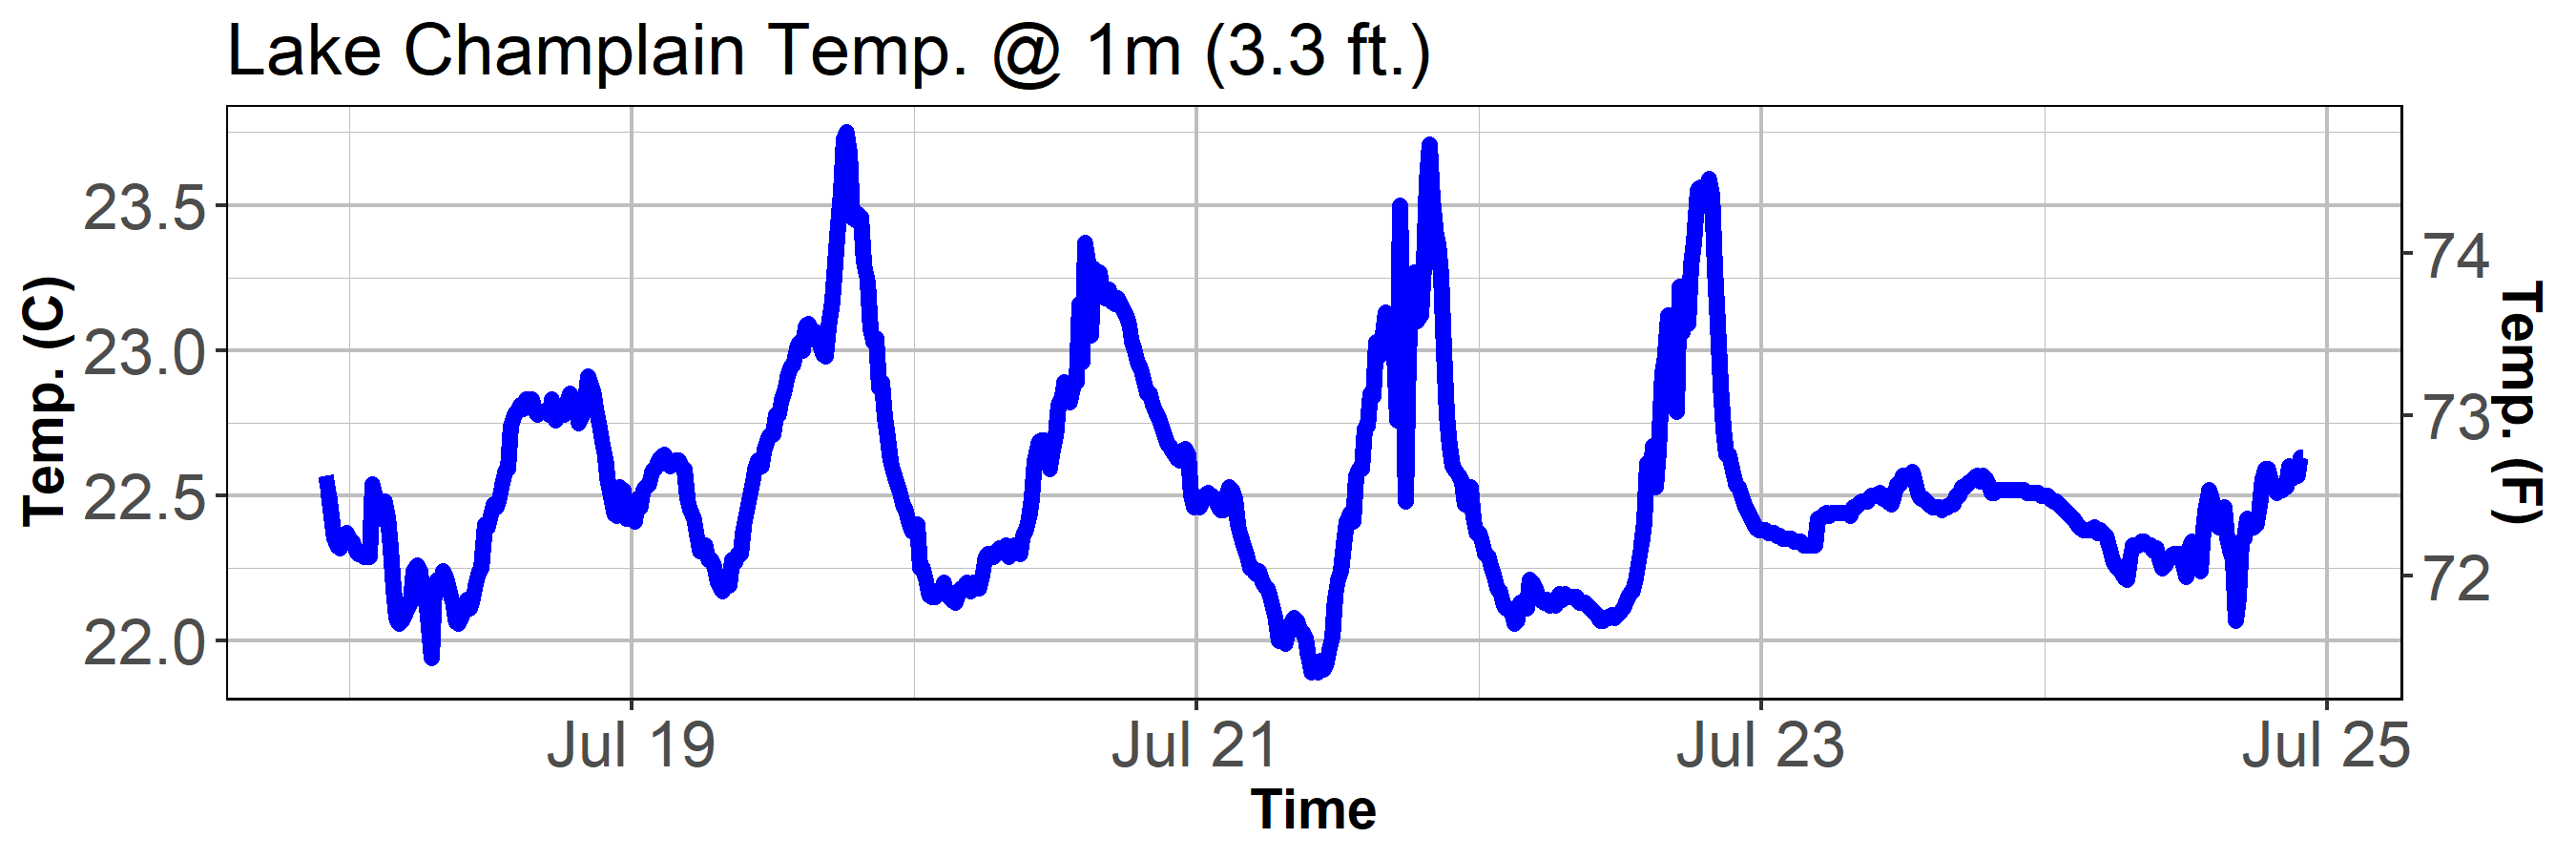 Lake Champlain Temp. @ 1m (3.3 ft.)
Temp. (C)
23.5
23.0
22.5
22.0
74
73
72
Temp. (F)
Jul 19 Jul 21 Jul 23 Jul 25
Time